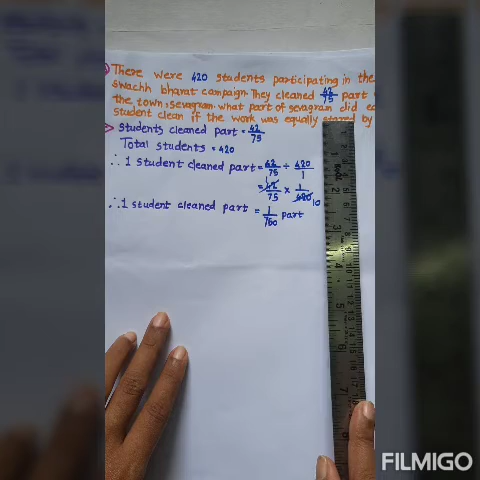 There were 420 students participating in the
swachh bharat campaign. They cleaned 42/75 part
the town, sevagram. what part of sevagram did
student clean if the work was equally shared by
students cleaned part = 42/75
Total students = 420
∴ 1 student cleaned part = 42/75 ÷ 420/1
= 42/75 × 1/420 10
∴ 1 student cleaned part = 1/750 part
FILMIGO